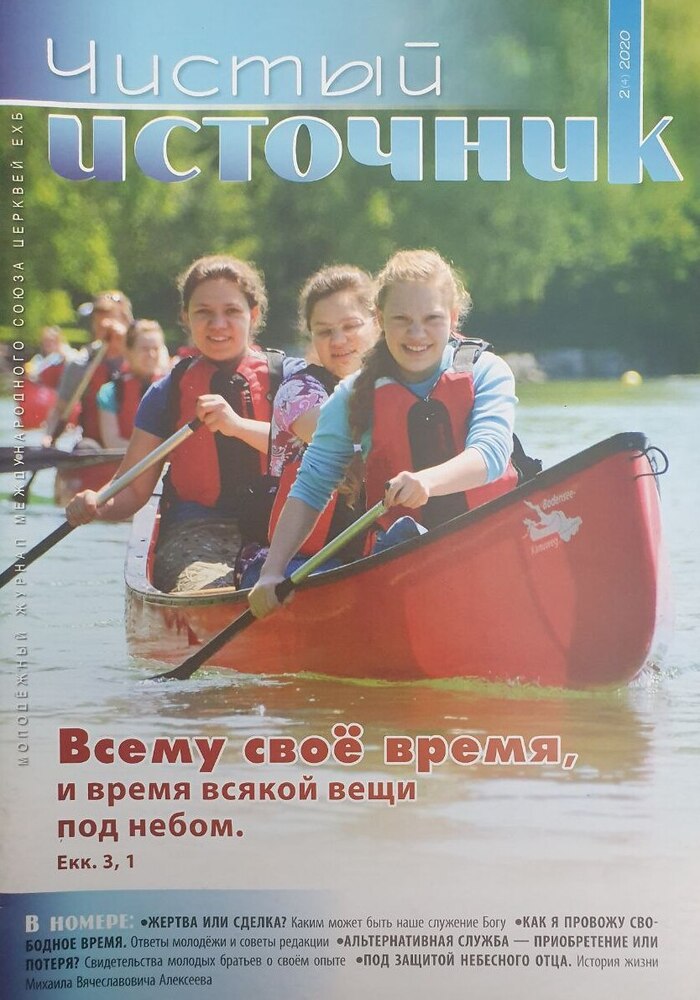 Чистый
источник
2(4) 2020
МОЛОДЁЖНЫЙ ЖУРНАЛ МЕЖДУНАРОДНОГО СОЮЗА ЦЕРКВЕЙ ЕХБ
Bodensee-
Kanuweg
Всему своё время,
и время всякой вещи
под небом.
Екк. 3, 1
В НОМЕРЕ: •ЖЕРТВА ИЛИ СДЕЛКА? Каким может быть наше служение Богу •КАК Я ПРОВОЖУ СВО-
БОДНОЕ ВРЕМЯ. Ответы молодёжи и советы редакции •АЛЬТЕРНАТИВНАЯ СЛУЖБА — ПРИОБРЕТЕНИЕ ИЛИ
ПОТЕРЯ? Свидетельства молодых братьев о своём опыте •ПОД ЗАЩИТОЙ НЕБЕСНОГО ОТЦА. История жизни
Михаила Вячеславовича Алексеева